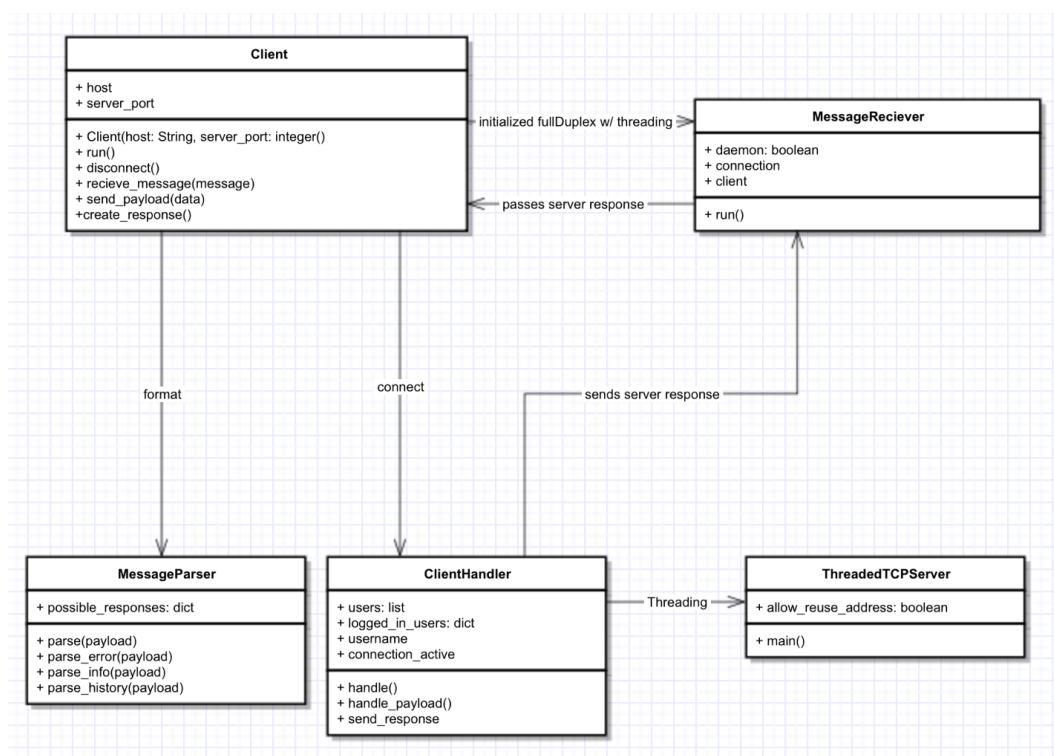 Client
+ host
+ server_port
+ Client(host: String, server_port: integer()
+ run()
+ disconnect()
+ recieve_message(message)
+ send_payload(data)
+create_response()
initialized fullDuplex w/ threading
MessageReciever
+ daemon: boolean
+ connection
+ client
+ run()
passes server response
format
connect
sends server response
MessageParser
+ possible_responses: dict
+ parse(payload)
+ parse_error(payload)
+ parse_info(payload)
+ parse_history(payload)
ClientHandler
+ users: list
+ logged_in_users: dict
+ username
+ connection_active
+ handle()
+ handle_payload()
+ send_response
Threading
ThreadedTCPServer
+ allow_reuse_address: boolean
+ main()